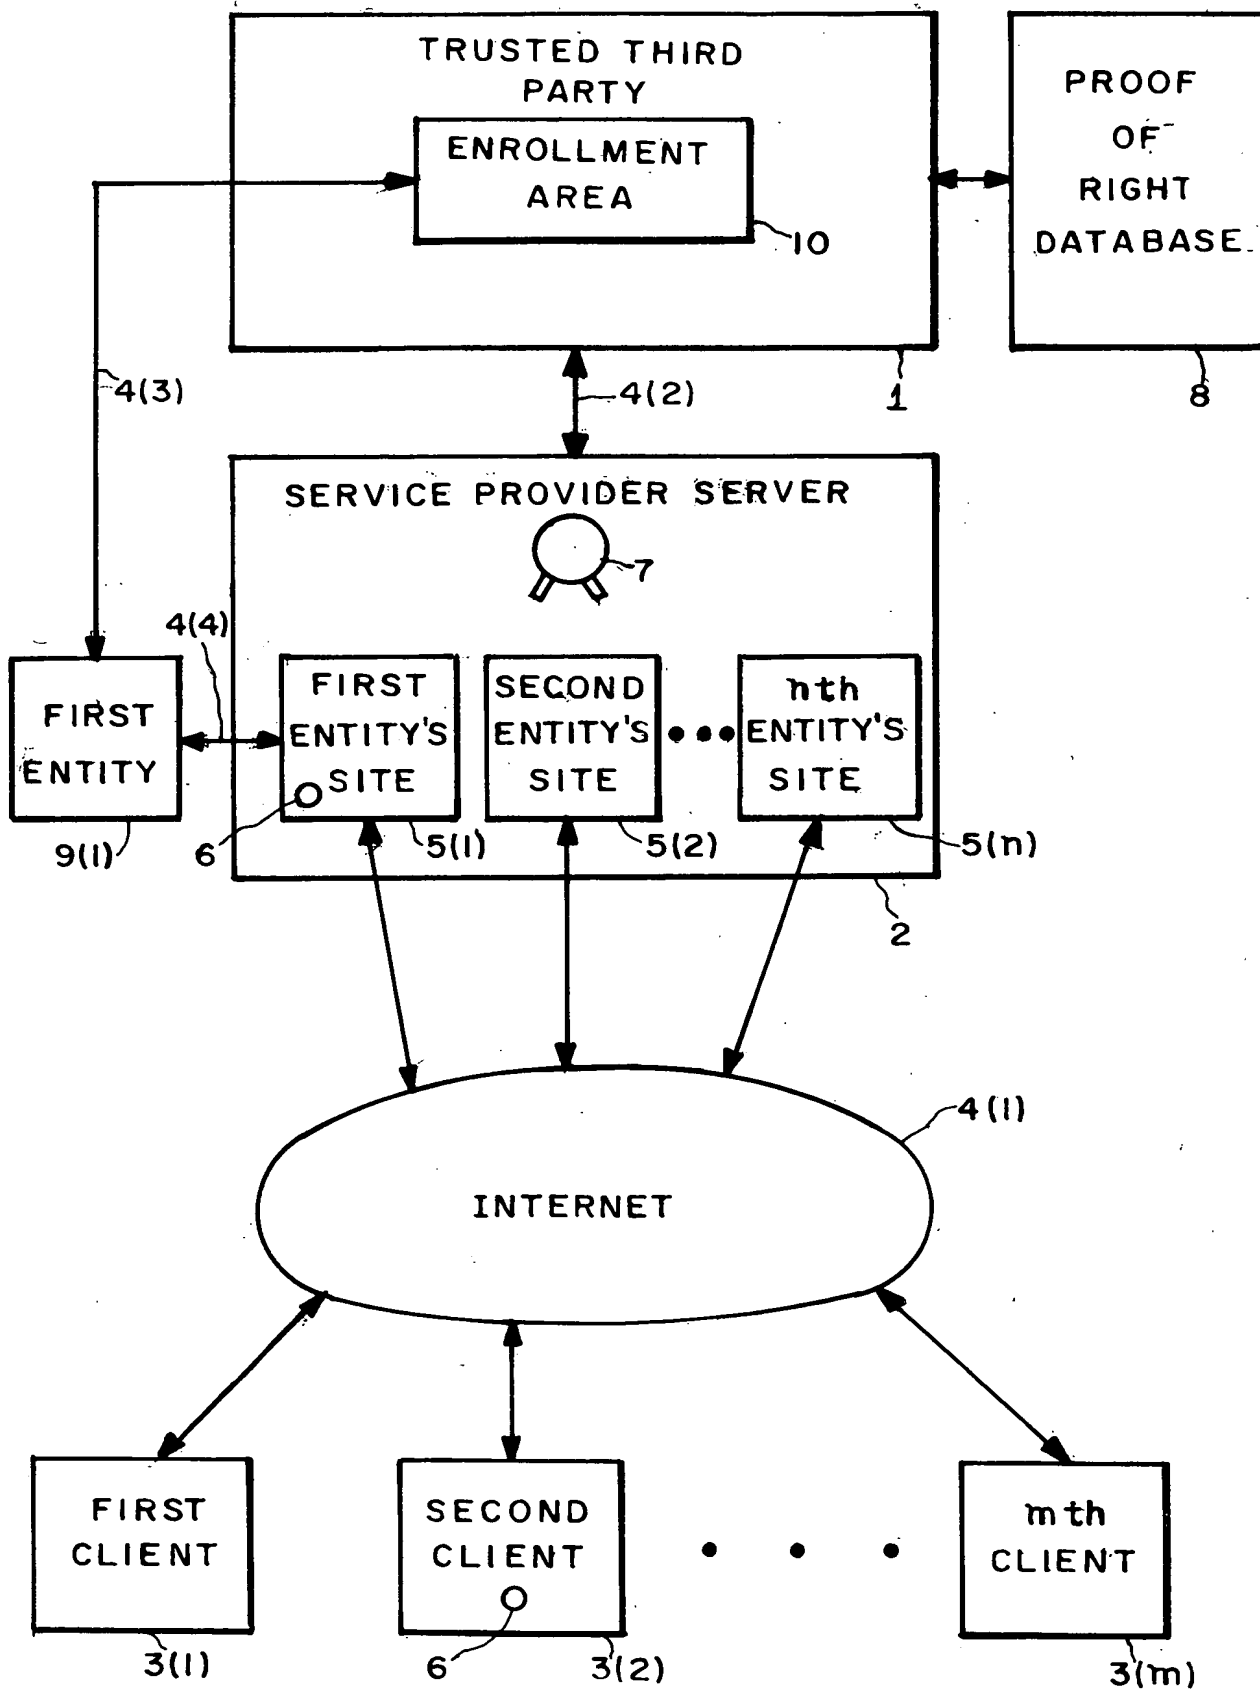 TRUSTED THIRD
PARTY
ENROLLMENT
AREA
10
PROOF
OF
RIGHT
DATABASE
1
8
4(3)
4(2)
SERVICE PROVIDER SERVER
7
4(4)
FIRST
ENTITY
FIRST
ENTITY'S
SITE
SECOND
ENTITY'S
SITE
nth
ENTITY'S
SITE
9(1)
6
5(1)
5(2)
5(n)
2
4(1)
INTERNET
FIRST
CLIENT
SECOND
CLIENT
mth
CLIENT
3(1)
6
3(2)
3(m)